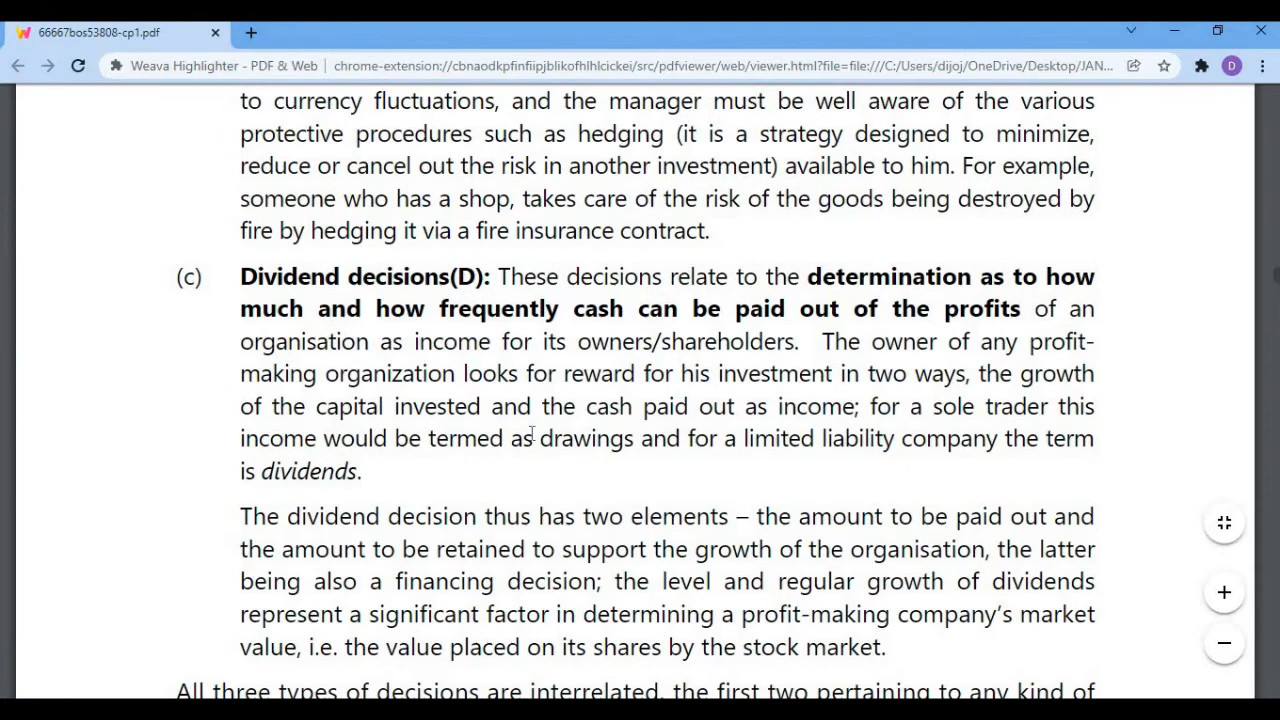 66667bos53808-cp1.pdf
Weava Highlighter - PDF & Web
chrome-extension://cbnaodkpfinfiipjblikofhlhlcickei/src/pdfviewer/web/viewer.html?file=file:///C:/Users/dijoj/OneDrive/Desktop/JAN...
D
to currency fluctuations, and the manager must be well aware of the various
protective procedures such as hedging (it is a strategy designed to minimize,
reduce or cancel out the risk in another investment) available to him. For example,
someone who has a shop, takes care of the risk of the goods being destroyed by
fire by hedging it via a fire insurance contract.
(c) Dividend decisions(D): These decisions relate to the determination as to how
much and how frequently cash can be paid out of the profits of an
organisation as income for its owners/shareholders. The owner of any profit-
making organization looks for reward for his investment in two ways, the growth
of the capital invested and the cash paid out as income; for a sole trader this
income would be termed as drawings and for a limited liability company the term
is dividends.
The dividend decision thus has two elements – the amount to be paid out and
the amount to be retained to support the growth of the organisation, the latter
being also a financing decision; the level and regular growth of dividends
represent a significant factor in determining a profit-making company's market
value, i.e. the value placed on its shares by the stock market.
All three types of decisions are interrelated, the first two pertaining to any kind of